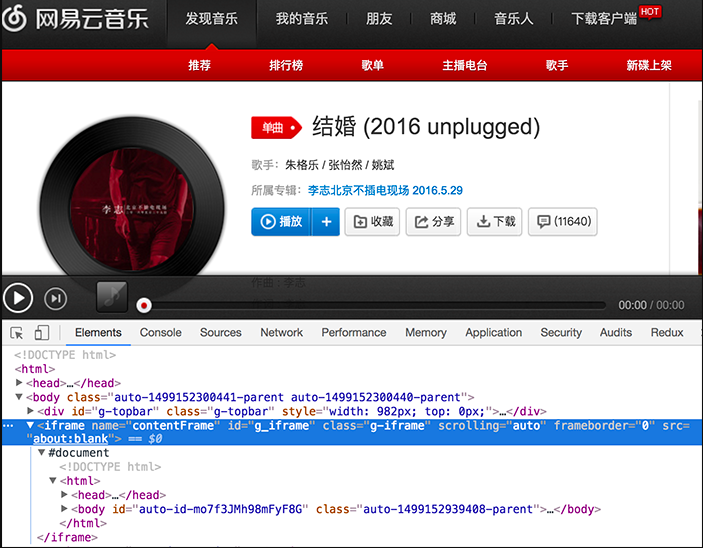 网易云音乐
发现音乐 我的音乐 朋友 商城 音乐人 下载客户端 HOT
推荐 排行榜 歌单 主播电台 歌手 新碟上架
单曲 结婚 (2016 unplugged)
歌手：朱格乐 / 张怡然 / 姚斌
所属专辑：李志北京不插电现场 2016.5.29
李志 北京不插电现场
播放 + 收藏 分享 下载 (11640)
作曲 : 李志
00:00 / 00:00
Elements Console Sources Network Performance Memory Application Security Audits Redux
<!DOCTYPE html>
<html>
▶<head>…</head>
▼<body class="auto-1499152300441-parent auto-1499152300440-parent">
▶<div id="g-topbar" class="g-topbar" style="width: 982px; top: 0px;">…</div>
… ▼<iframe name="contentFrame" id="g_iframe" class="g-iframe" scrolling="auto" frameborder="0" src=
"about:blank"> == $0
▼#document
<!DOCTYPE html>
▼<html>
▶<head>…</head>
▶<body id="auto-id-mo7f3JMh98mFyF8G" class="auto-1499152939408-parent">…</body>
</html>
</iframe>